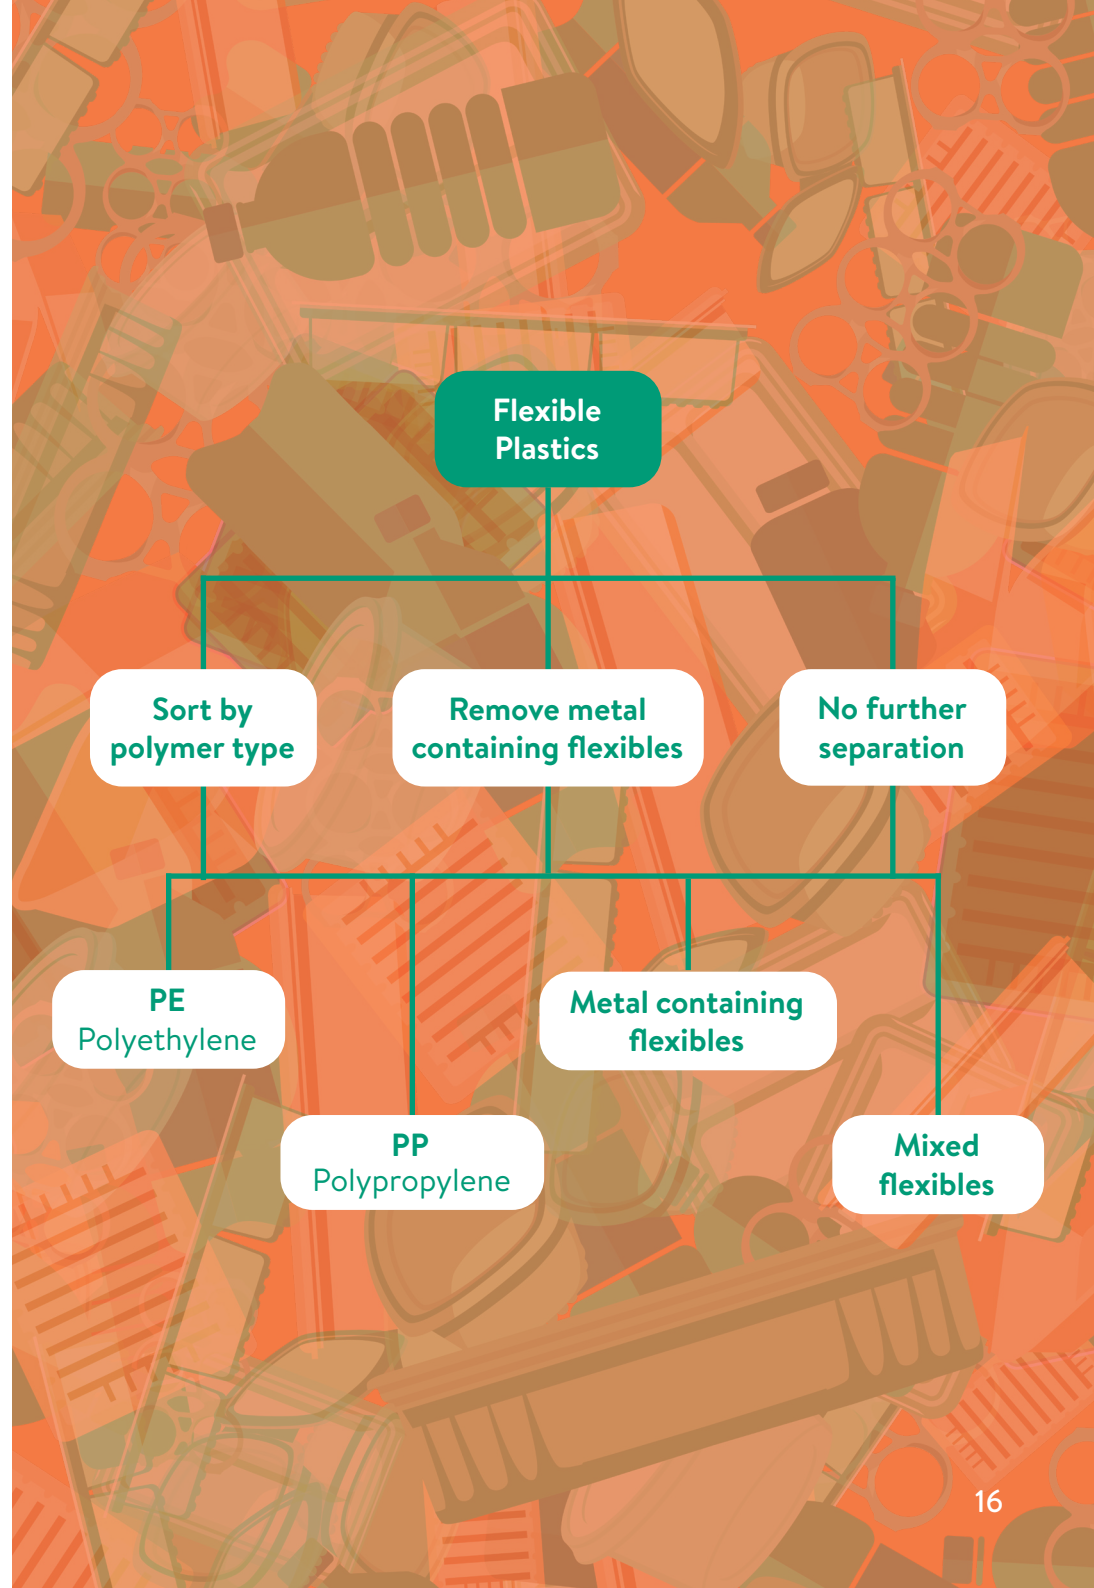 Flexible
Plastics
Sort by
polymer type
Remove metal
containing flexibles
No further
separation
PE
Polyethylene
Metal containing
flexibles
PP
Polypropylene
Mixed
flexibles
16